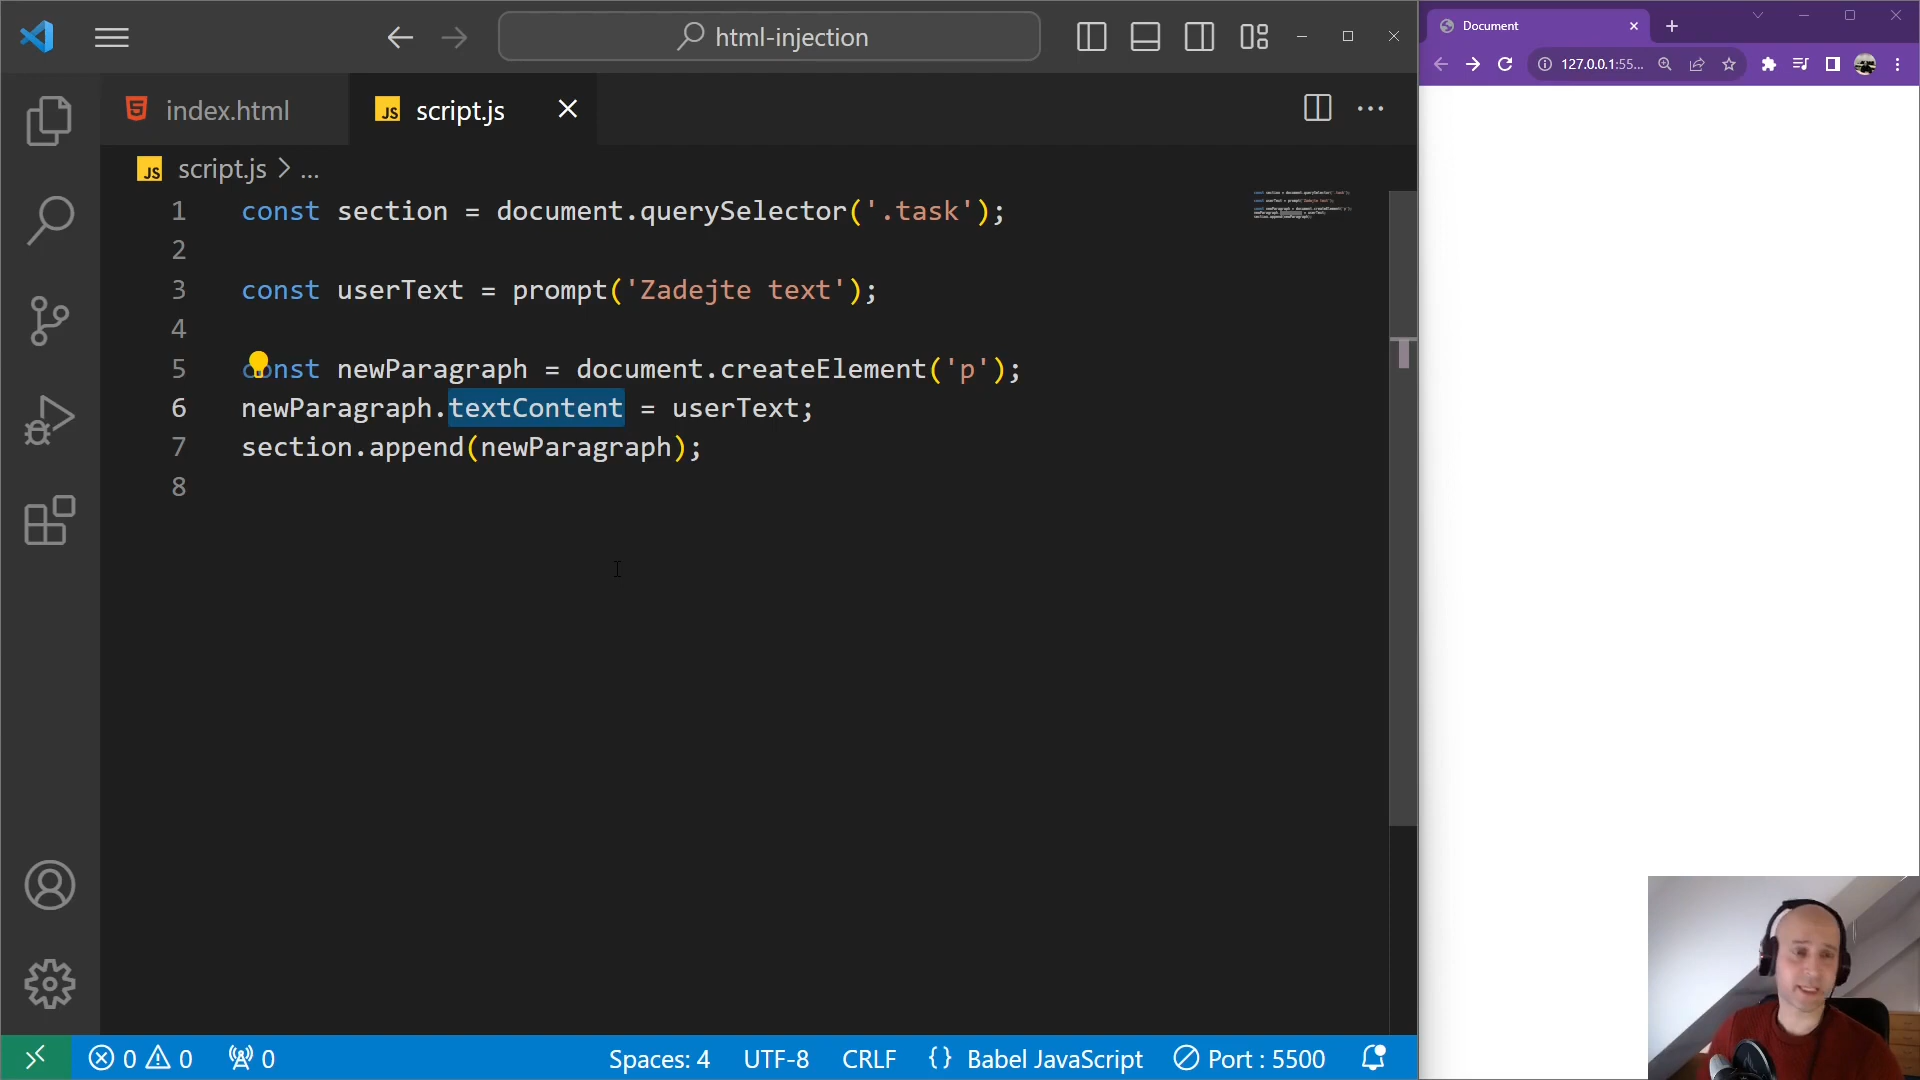 html-injection
Document
127.0.0.1:55...
index.html
JS script.js
JS script.js > ...
1 const section = document.querySelector('.task');
2
3 const userText = prompt('Zadejte text');
4
5 const newParagraph = document.createElement('p');
6 newParagraph.textContent = userText;
7 section.append(newParagraph);
8
0 0 0 Spaces: 4 UTF-8 CRLF {} Babel JavaScript Port : 5500